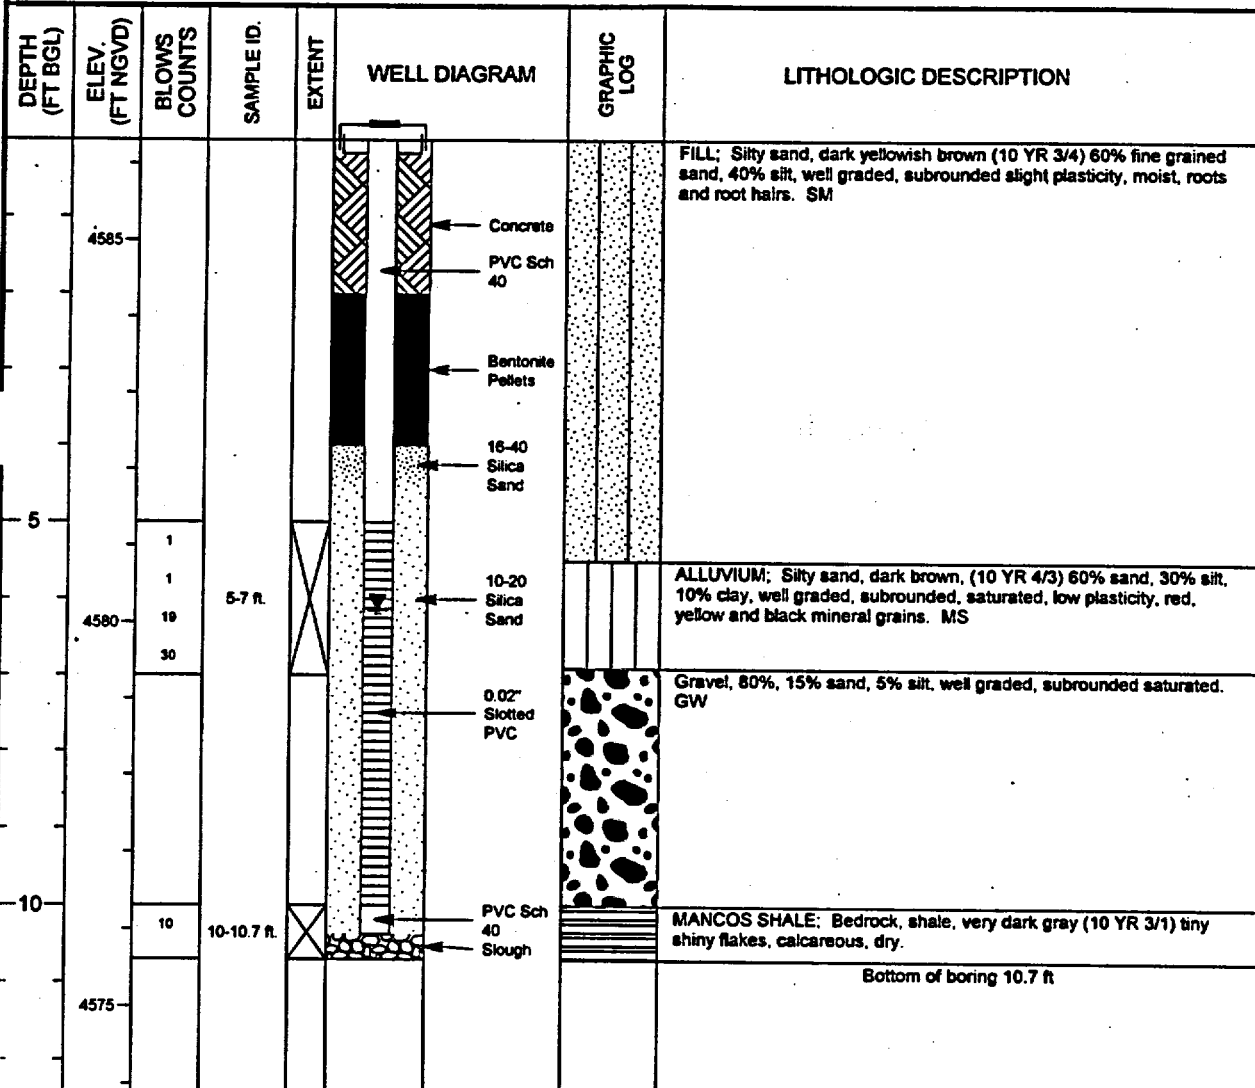 DEPTH
(FT BGL)
ELEV.
(FT NGVD)
BLOWS
COUNTS
SAMPLE ID.
EXTENT
WELL DIAGRAM
GRAPHIC
LOG
LITHOLOGIC DESCRIPTION
FILL; Silty sand, dark yellowish brown (10 YR 3/4) 60% fine grained
sand, 40% silt, well graded, subrounded slight plasticity, moist, roots
and root hairs. SM
4585
Concrete
PVC Sch
40
Bentonite
Pellets
16-40
Silica
Sand
5
1
1
19
30
5-7 ft.
4580
10-20
Silica
Sand
ALLUVIUM; Silty sand, dark brown, (10 YR 4/3) 60% sand, 30% silt,
10% clay, well graded, subrounded, saturated, low plasticity, red,
yellow and black mineral grains. MS
0.02"
Slotted
PVC
Gravel, 80%, 15% sand, 5% silt, well graded, subrounded saturated.
GW
10
10
10-10.7 ft.
PVC Sch
40
Slough
MANCOS SHALE; Bedrock, shale, very dark gray (10 YR 3/1) tiny
shiny flakes, calcareous, dry.
Bottom of boring 10.7 ft
4575